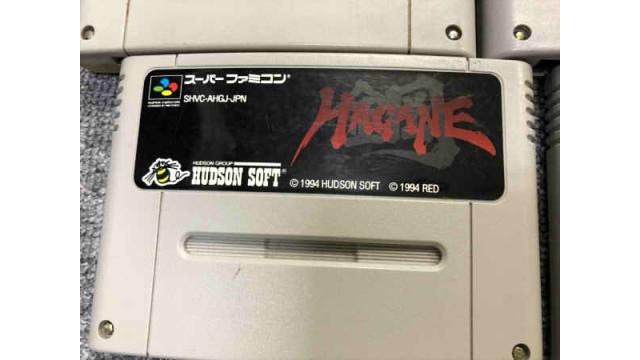 スーパーファミコン®
SHVC-AHGJ-JPN
HAGANE
HUDSON GROUP
HUDSON SOFT®
© 1994 HUDSON SOFT © 1994 RED